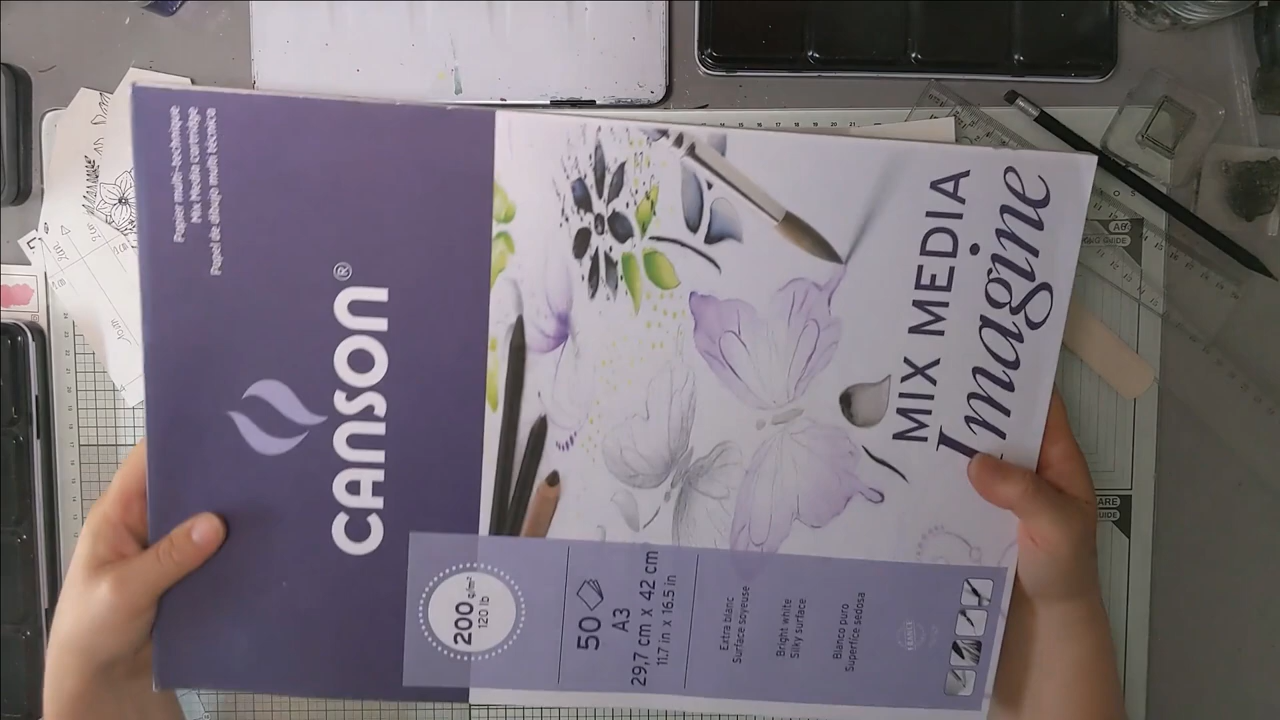 Papier multi-technique
Mix Media cartridge
Papel de dibujo multi técnica
CANSON®
MIX MEDIA
Imagine
200 g/m²
120 lb
50
A3
29,7 cm x 42 cm
11.7 in x 16.5 in
Extra blanc
Surface soyeuse
Bright white
Silky surface
Blanco puro
Superficie sedosa